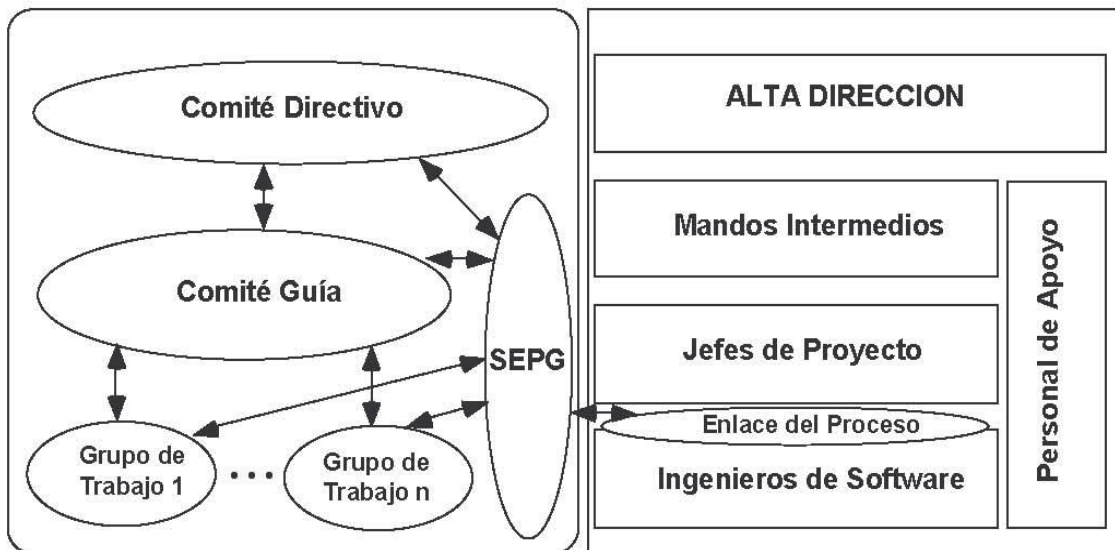 Comité Directivo
Comité Guía
SEPG
Grupo de
Trabajo 1
Grupo de
Trabajo n
ALTA DIRECCION
Mandos Intermedios
Jefes de Proyecto
Enlace del Proceso
Ingenieros de Software
Personal de Apoyo